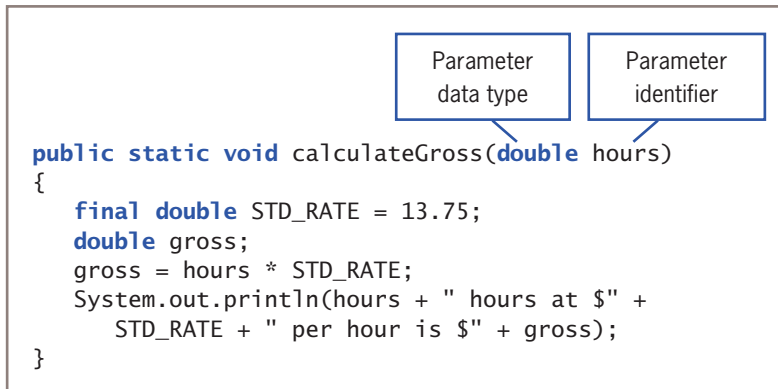 Parameter
data type
Parameter
identifier
public static void calculateGross(double hours)
{
   final double STD_RATE = 13.75;
   double gross;
   gross = hours * STD_RATE;
   System.out.println(hours + " hours at $" +
      STD_RATE + " per hour is $" + gross);
}